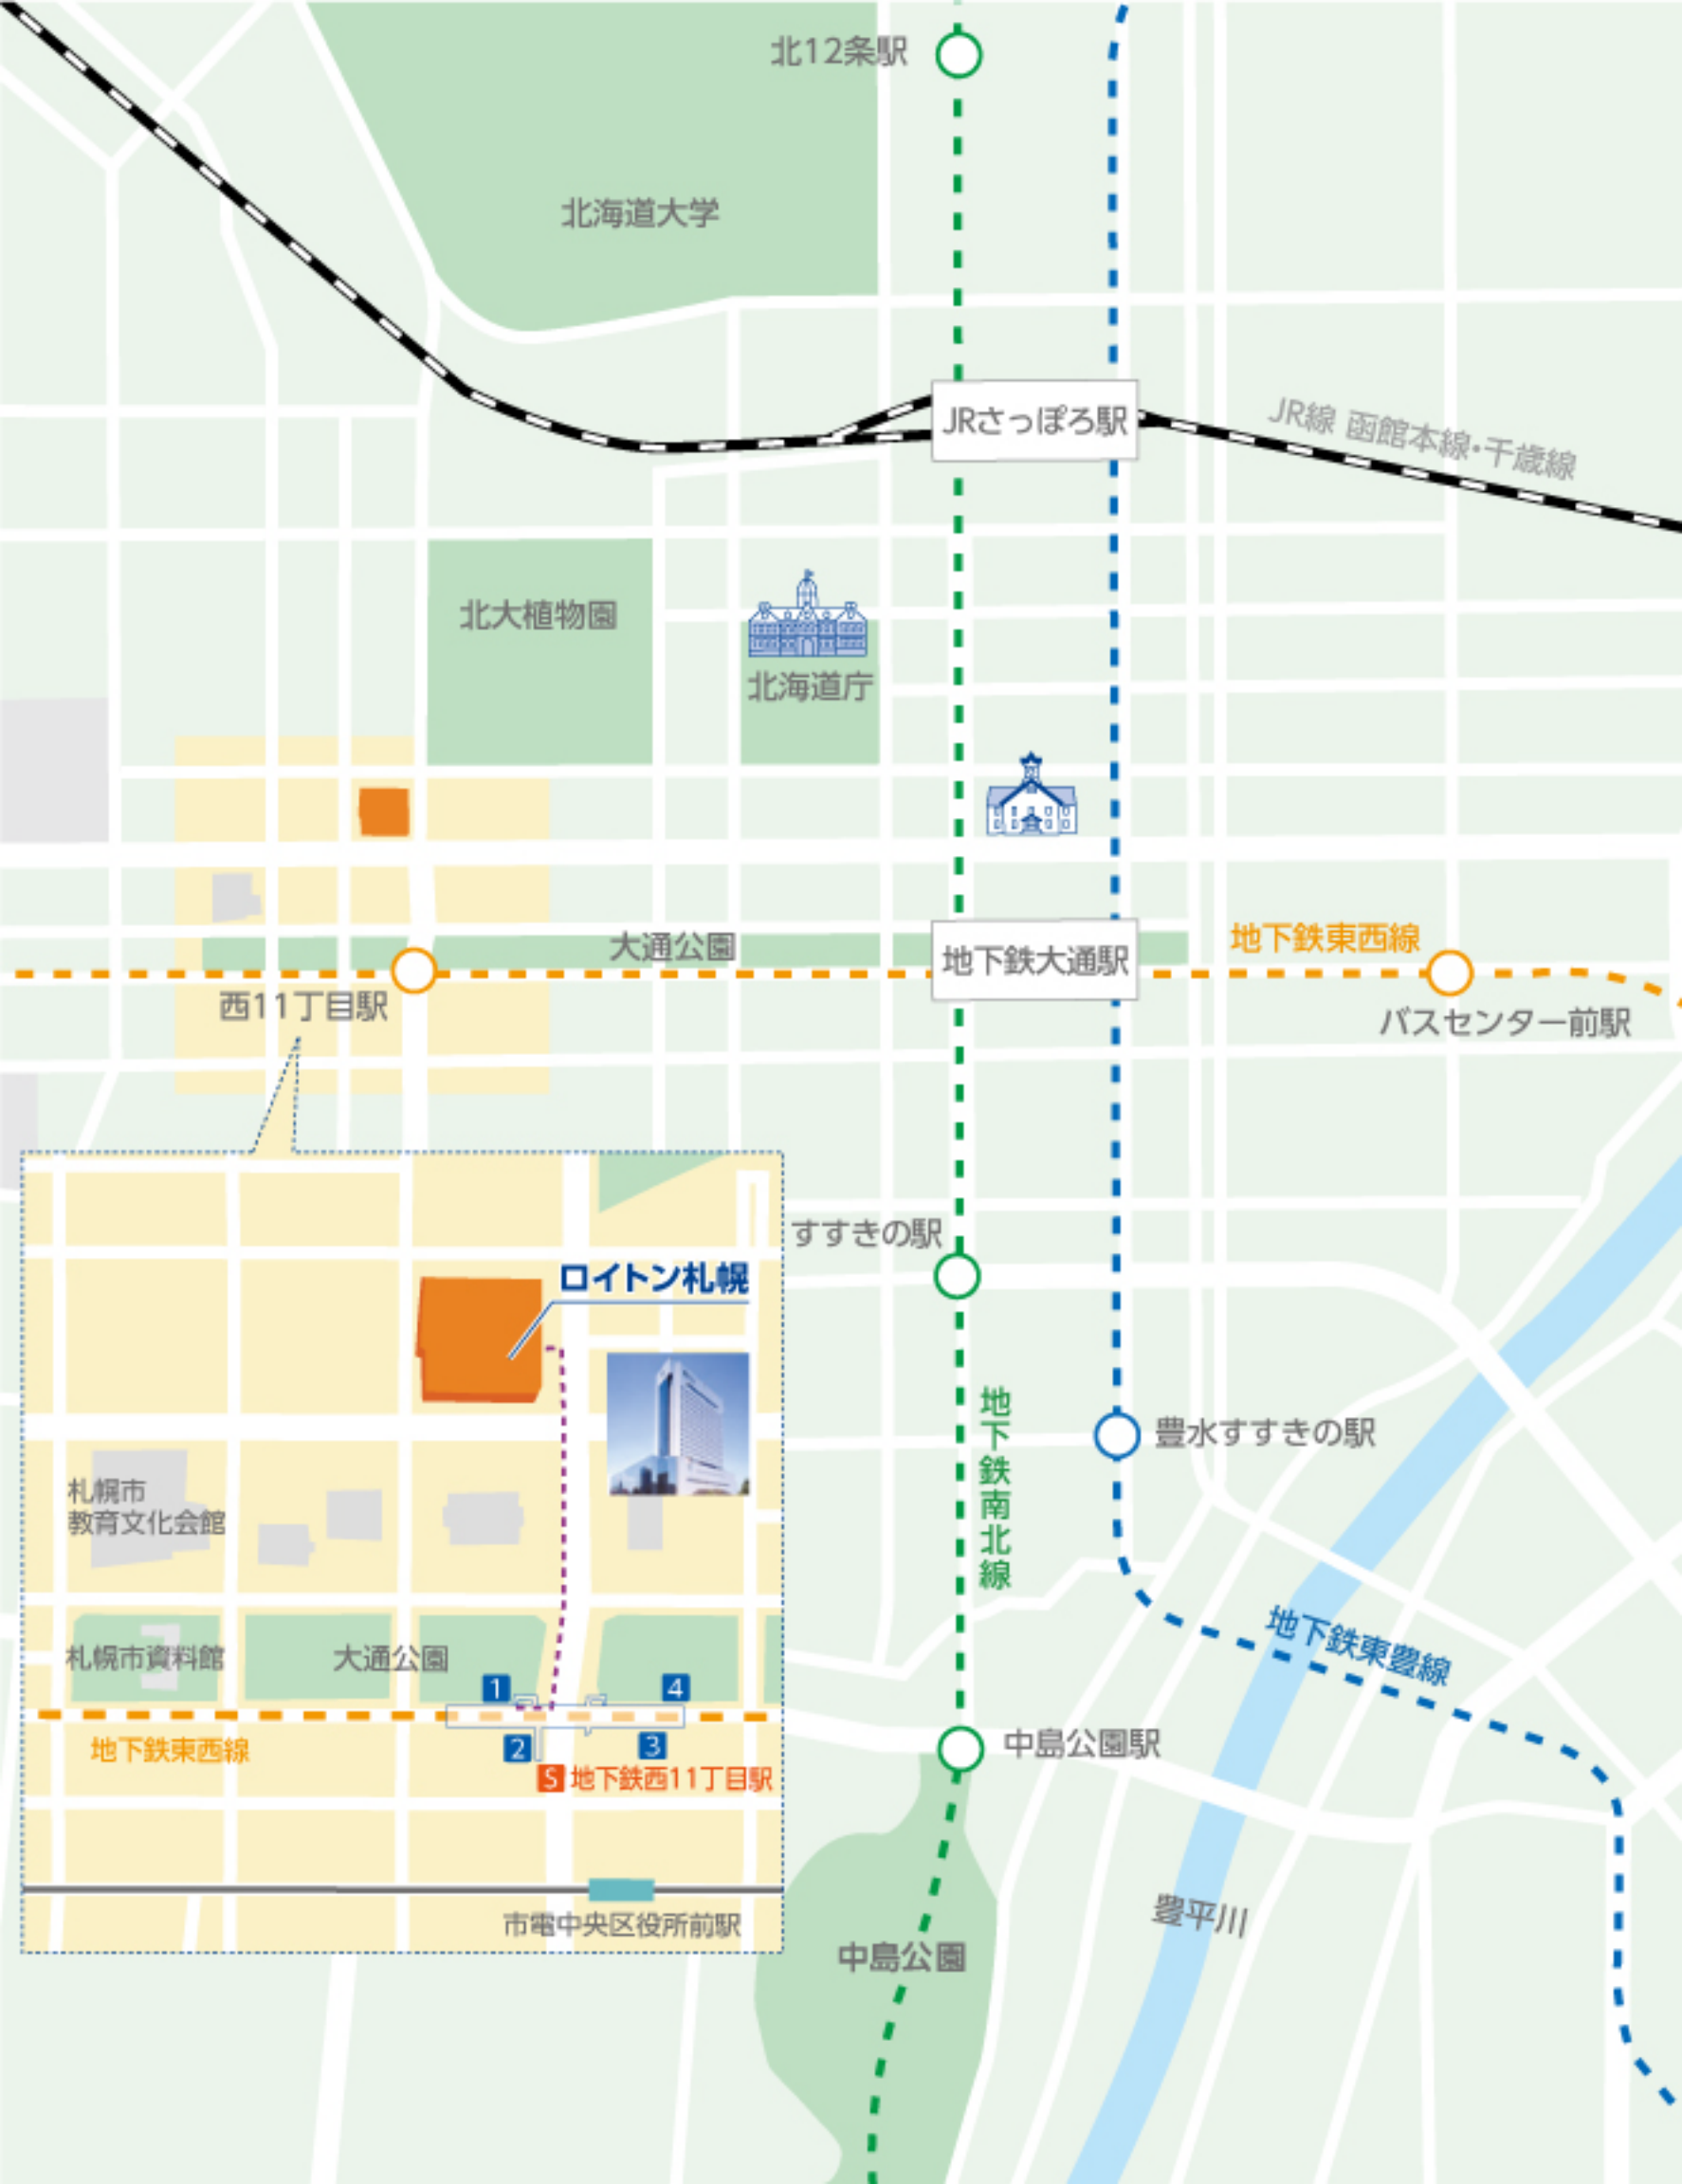 北12条駅
北海道大学
JRさっぽろ駅
JR線 函館本線・千歳線
北大植物園
北海道庁
大通公園
地下鉄大通駅
地下鉄東西線
西11丁目駅
バスセンター前駅
すすきの駅
ロイトン札幌
地下鉄南北線
豊水すすきの駅
札幌市
教育文化会館
地下鉄東豊線
札幌市資料館
大通公園
1
4
2
3
地下鉄東西線
S 地下鉄西11丁目駅
中島公園駅
市電中央区役所前駅
豊平川
中島公園